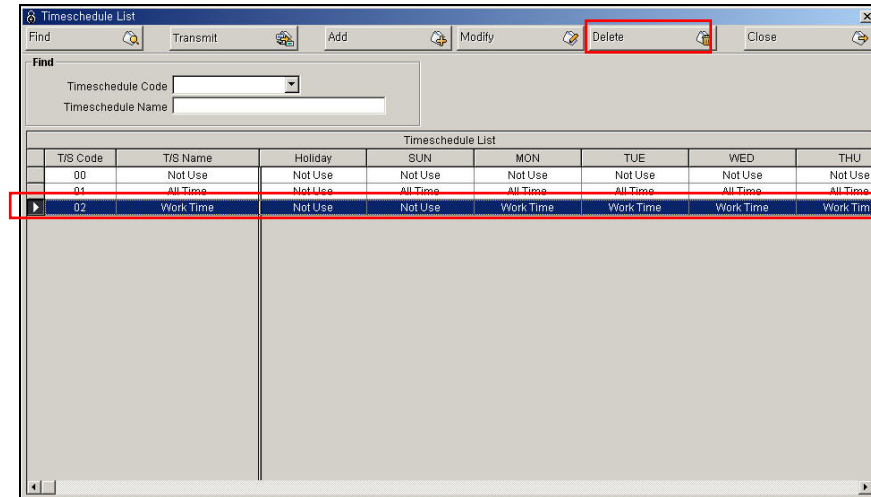 Timeschedule List
Find Transmit Add Modify Delete Close
Find
Timeschedule Code
Timeschedule Name
Timeschedule List
T/S Code T/S Name Holiday SUN MON TUE WED THU
00 Not Use Not Use Not Use Not Use Not Use Not Use Not Use
01 All Time Not Use All Time All Time All Time All Time All Time
02 Work Time Not Use Not Use Work Time Work Time Work Time Work Tim